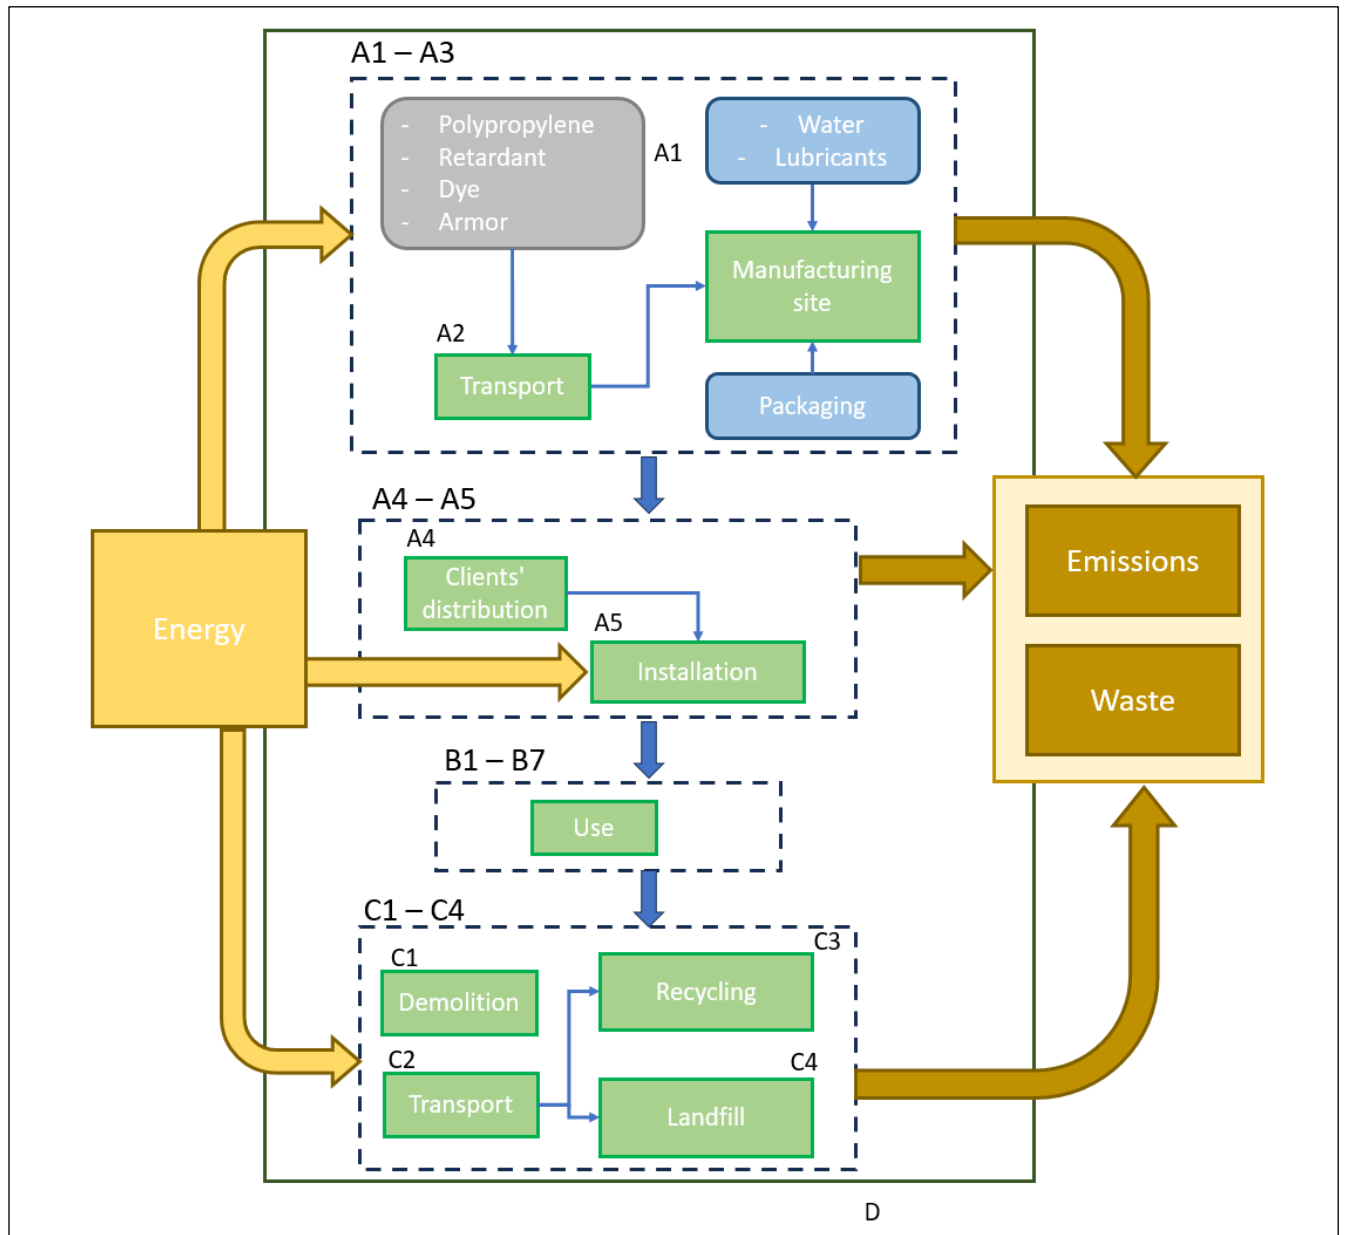 A1 – A3
- Polypropylene
- Retardant
- Dye
- Armor
A1
- Water
- Lubricants
Manufacturing
site
A2
Transport
Packaging
A4 – A5
A4
Clients'
distribution
A5
Installation
Energy
Emissions
Waste
B1 – B7
Use
C1 – C4
C1
Demolition
C2
Transport
C3
Recycling
C4
Landfill
D